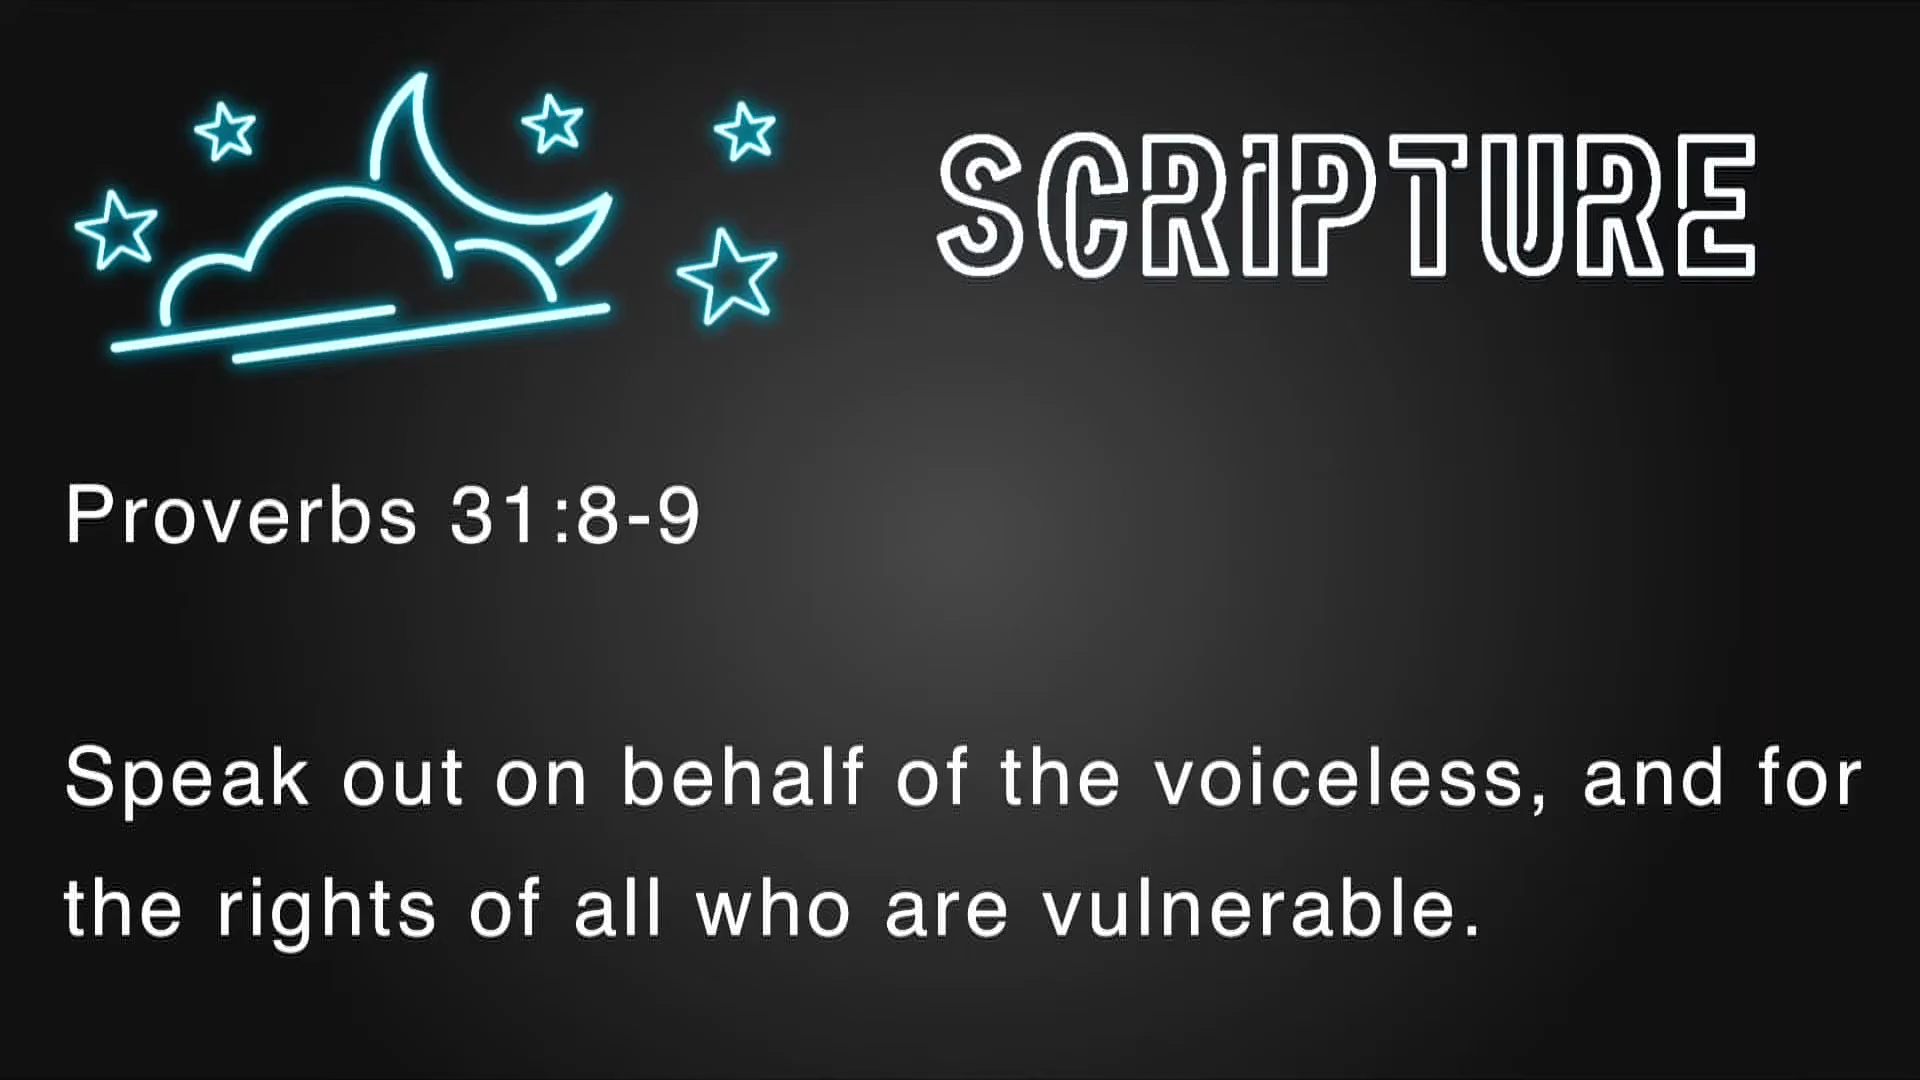 SCRIPTURE
Proverbs 31:8-9
Speak out on behalf of the voiceless, and for
the rights of all who are vulnerable.